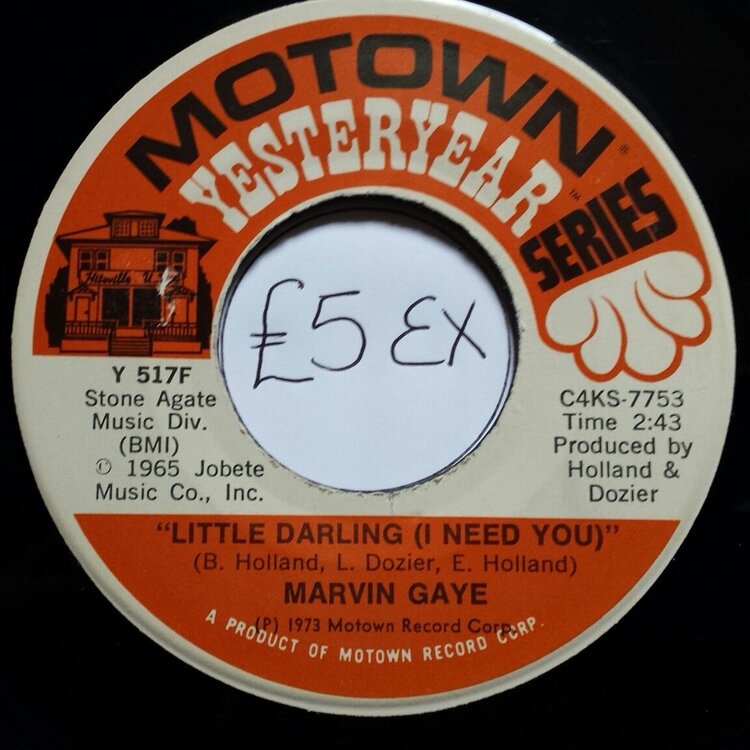 MOTOWN®
YESTERYEAR™
SERIES
Hitsville U.S.A.
£5 EX
Y 517F
Stone Agate
Music Div.
(BMI)
℗ 1965 Jobete
Music Co., Inc.
C4KS-7753
Time 2:43
Produced by
Holland &
Dozier
"LITTLE DARLING (I NEED YOU)"
(B. Holland, L. Dozier, E. Holland)
MARVIN GAYE
(P) 1973 Motown Record Corp.
A PRODUCT OF MOTOWN RECORD CORP.